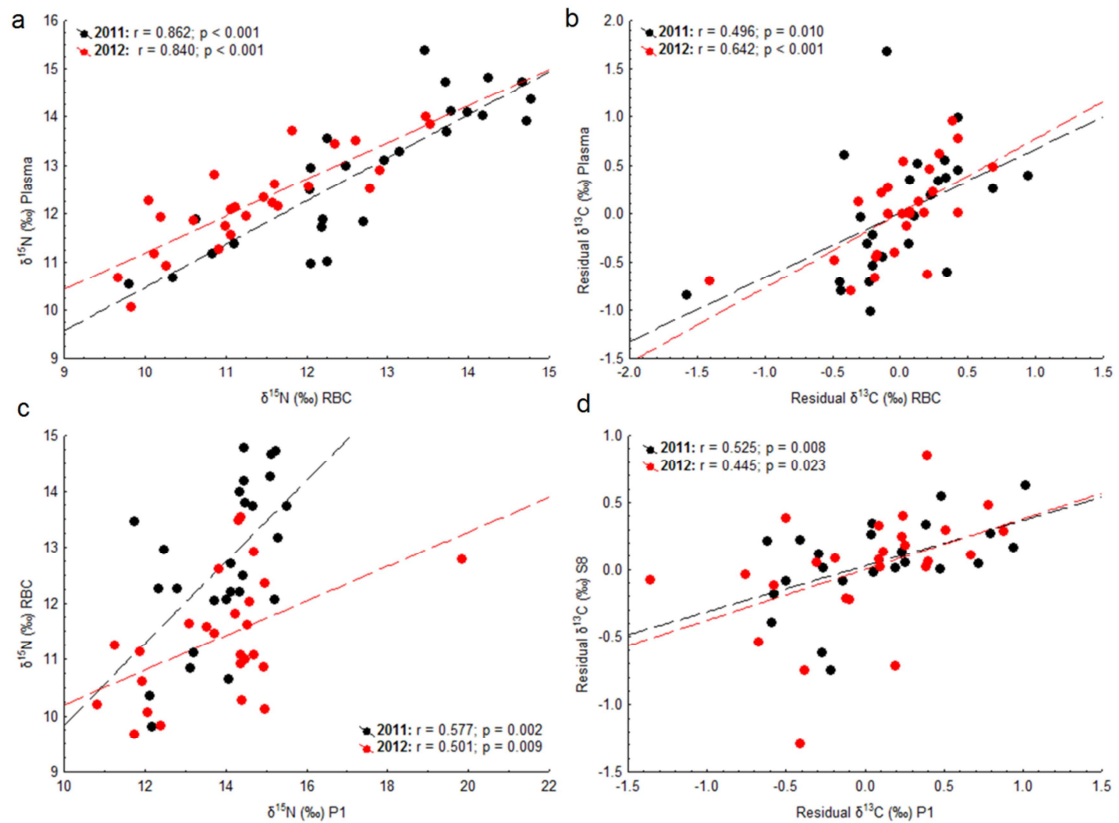 a
2011: r = 0.862; p < 0.001
2012: r = 0.840; p < 0.001
16
15
14
13
12
11
10
9
δ15N (‰) Plasma
9
10
11
12
13
14
15
δ15N (‰) RBC
b
2011: r = 0.496; p = 0.010
2012: r = 0.642; p < 0.001
2.0
1.5
1.0
0.5
0.0
-0.5
-1.0
-1.5
Residual δ13C (‰) Plasma
-2.0
-1.5
-1.0
-0.5
0.0
0.5
1.0
1.5
Residual δ13C (‰) RBC
c
15
14
13
12
11
10
9
δ15N (‰) RBC
2011: r = 0.577; p = 0.002
2012: r = 0.501; p = 0.009
10
12
14
16
18
20
22
δ15N (‰) P1
d
2011: r = 0.525; p = 0.008
2012: r = 0.445; p = 0.023
1.0
0.5
0.0
-0.5
-1.0
-1.5
Residual δ13C (‰) S8
-1.5
-1.0
-0.5
0.0
0.5
1.0
1.5
Residual δ13C (‰) P1